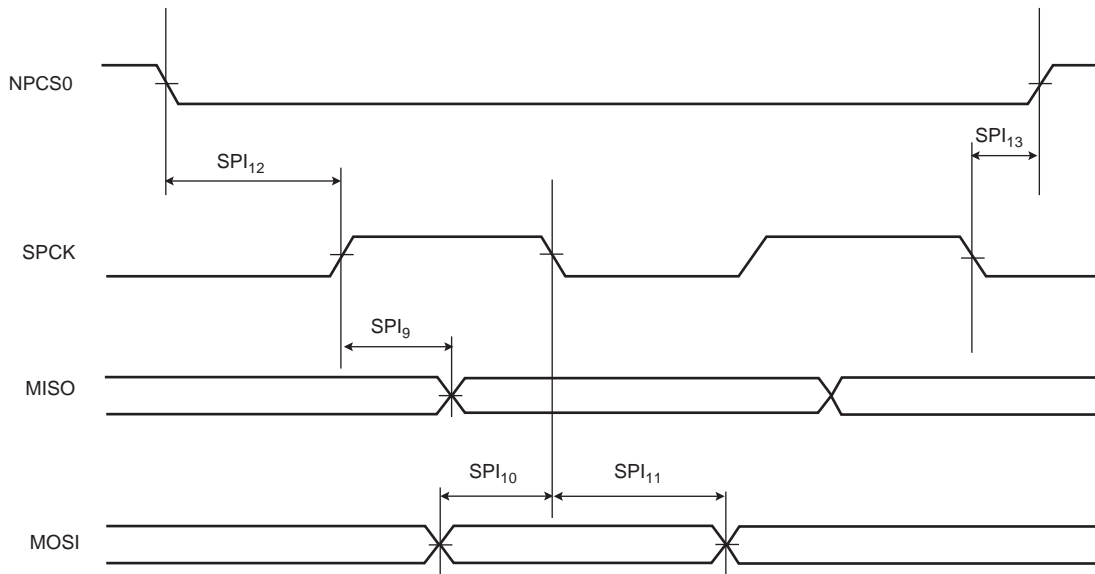 NPCS0
SPI₁₃
SPI₁₂
SPCK
SPI₉
MISO
SPI₁₀
SPI₁₁
MOSI